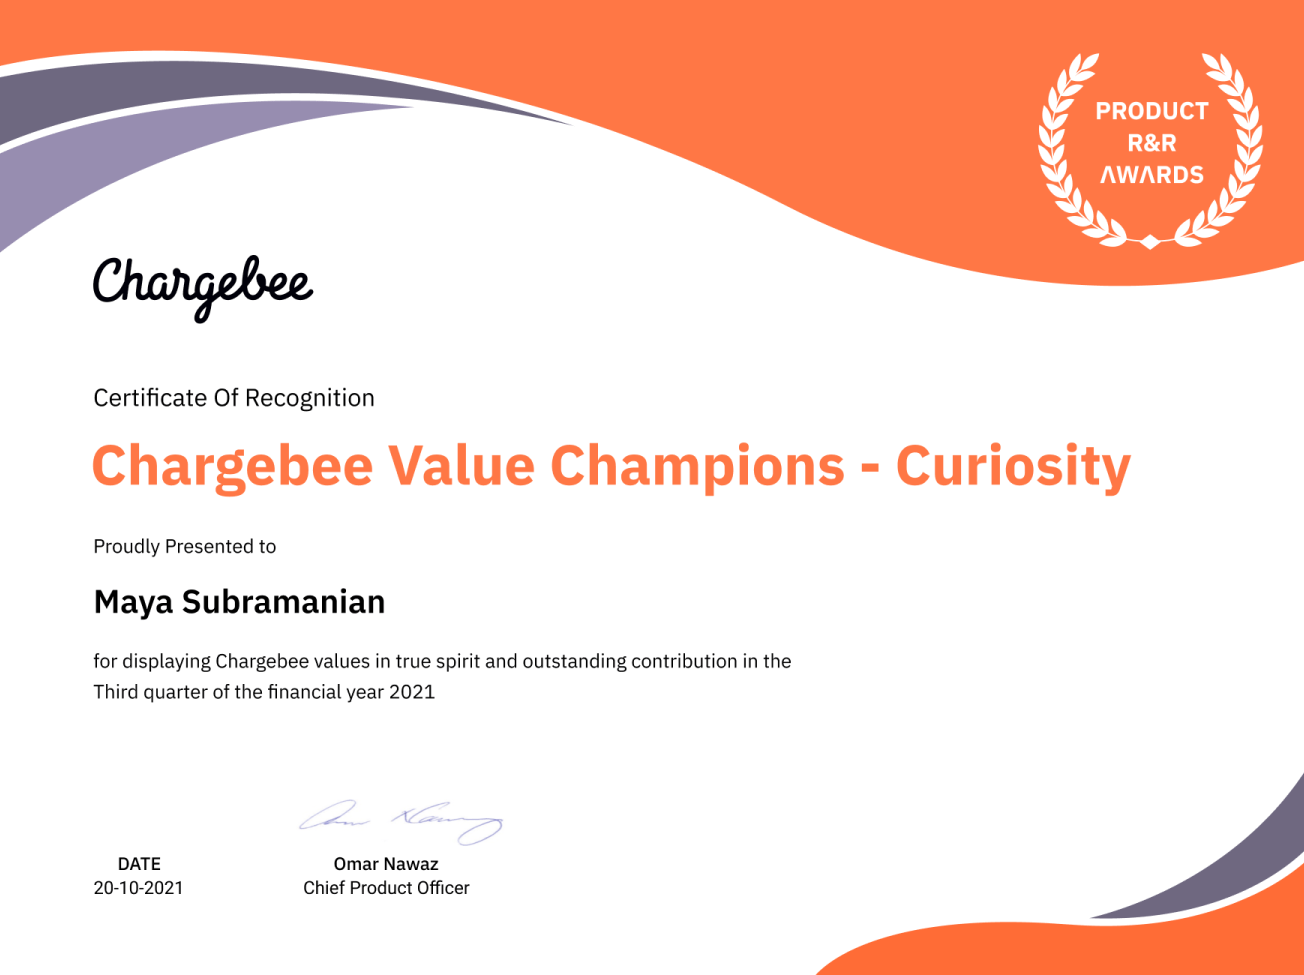 PRODUCT
R&R
AWARDS
Chargebee
Certificate Of Recognition
Chargebee Value Champions - Curiosity
Proudly Presented to
Maya Subramanian
for displaying Chargebee values in true spirit and outstanding contribution in the
Third quarter of the financial year 2021
DATE
20-10-2021
Omar Nawaz
Chief Product Officer